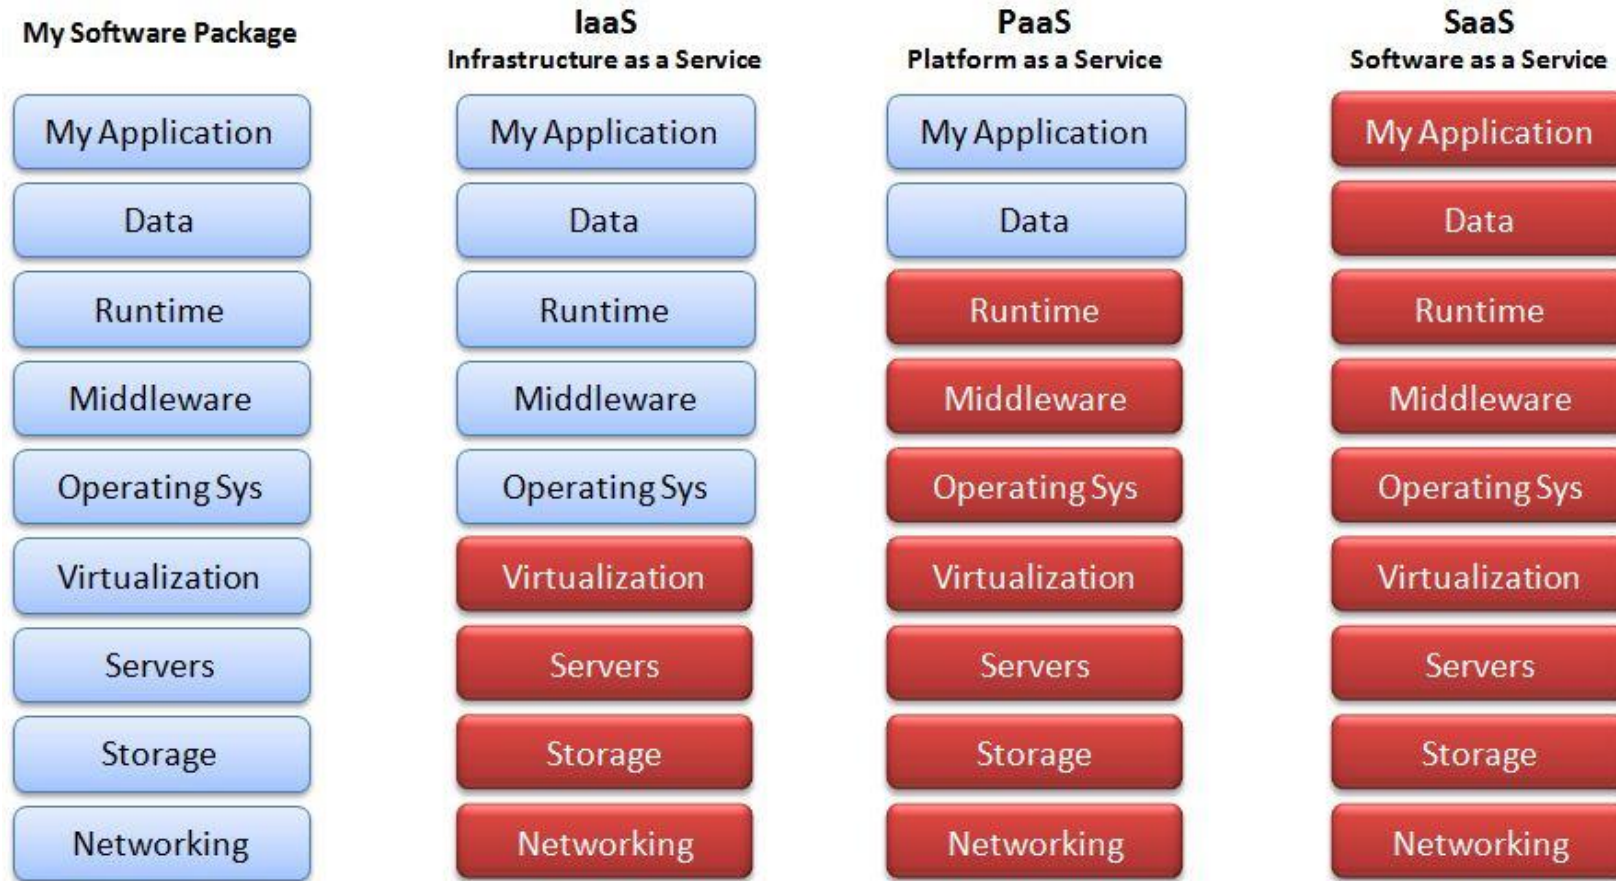 My Software Package
IaaS
Infrastructure as a Service
PaaS
Platform as a Service
SaaS
Software as a Service
My Application
My Application
My Application
My Application
Data
Data
Data
Data
Runtime
Runtime
Runtime
Runtime
Middleware
Middleware
Middleware
Middleware
Operating Sys
Operating Sys
Operating Sys
Operating Sys
Virtualization
Virtualization
Virtualization
Virtualization
Servers
Servers
Servers
Servers
Storage
Storage
Storage
Storage
Networking
Networking
Networking
Networking